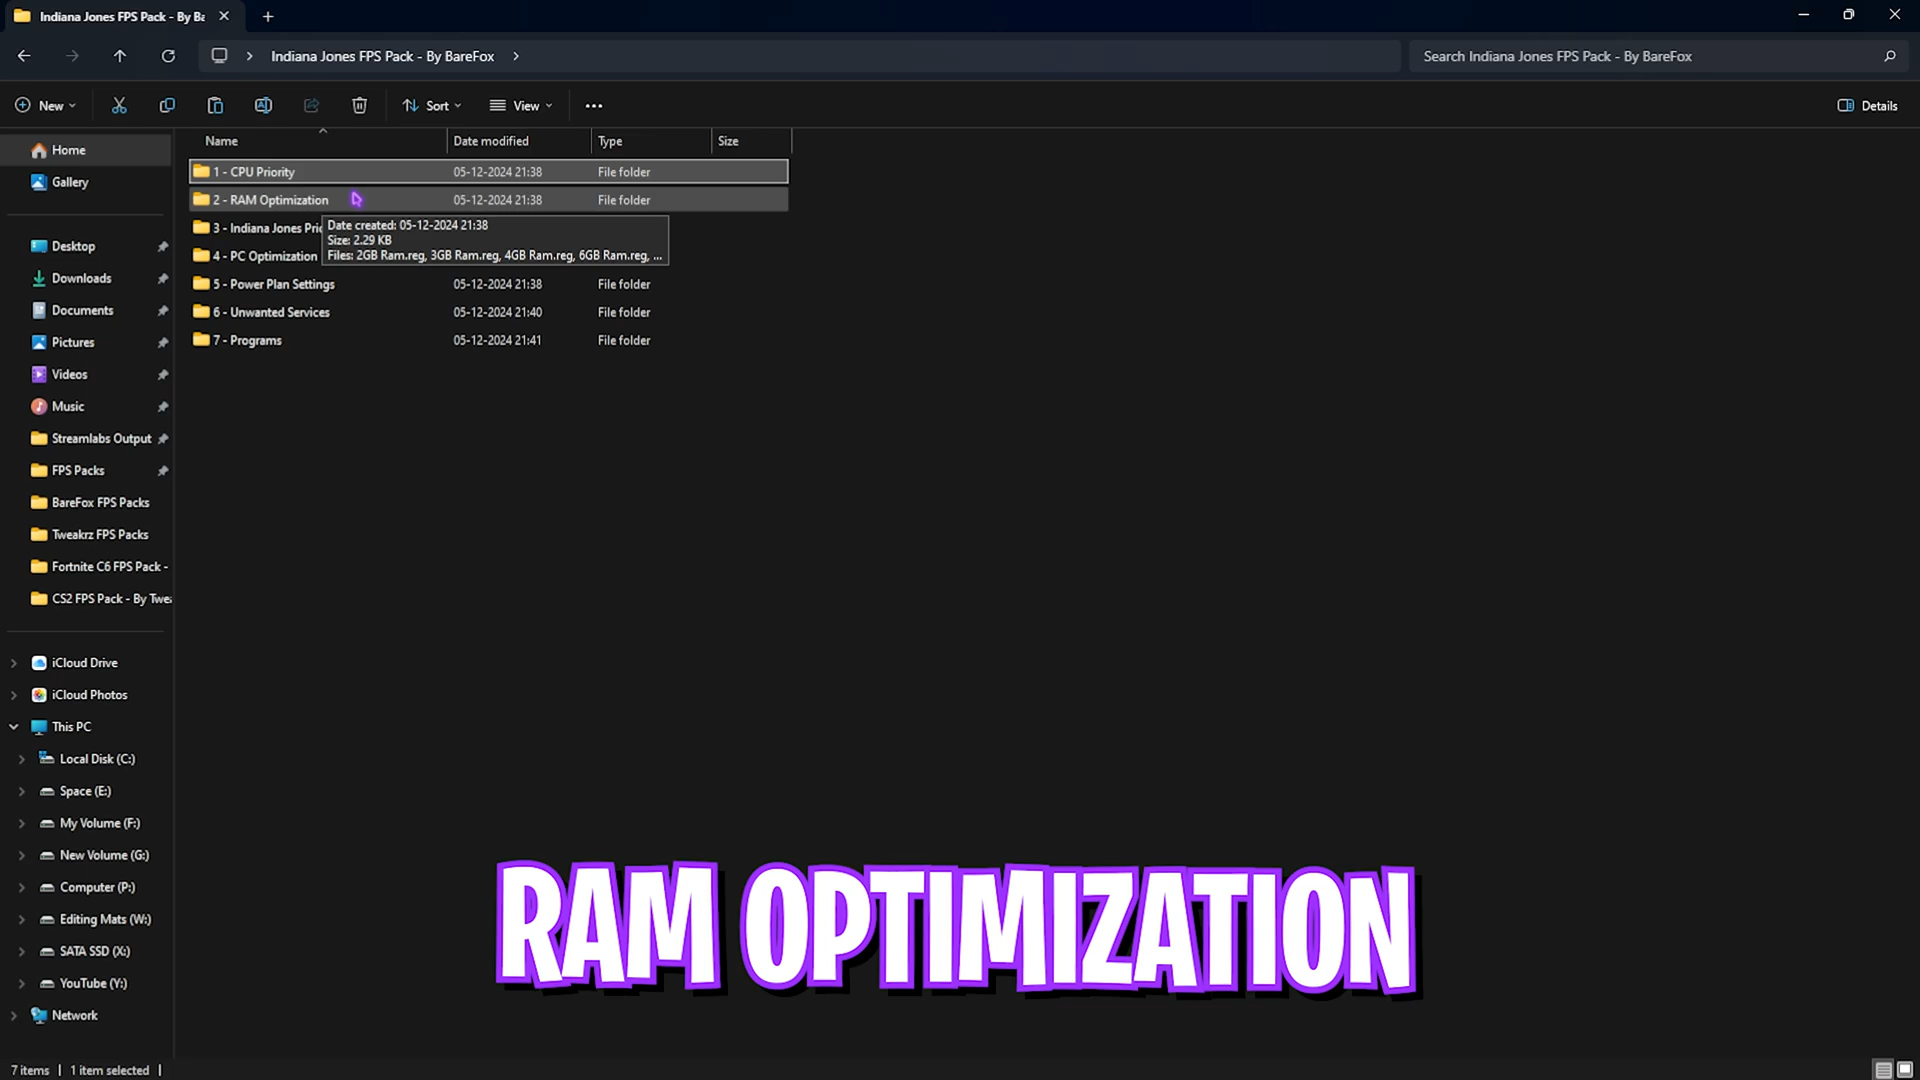 Indiana Jones FPS Pack - By Ba
Indiana Jones FPS Pack - By BareFox
Search Indiana Jones FPS Pack - By BareFox
New
Sort
View
Details
Name
Date modified
Type
Size
Home
Gallery
Desktop
Downloads
Documents
Pictures
Videos
Music
Streamlabs Output
FPS Packs
BareFox FPS Packs
Tweakrz FPS Packs
Fortnite C6 FPS Pack -
CS2 FPS Pack - By Twea
iCloud Drive
iCloud Photos
This PC
Local Disk (C:)
Space (E:)
My Volume (F:)
New Volume (G:)
Computer (P:)
Editing Mats (W:)
SATA SSD (X:)
YouTube (Y:)
Network
1 - CPU Priority 05-12-2024 21:38 File folder
2 - RAM Optimization 05-12-2024 21:38 File folder
3 - Indiana Jones Prio
4 - PC Optimization
Date created: 05-12-2024 21:38
Size: 2.29 KB
Files: 2GB Ram.reg, 3GB Ram.reg, 4GB Ram.reg, 6GB Ram.reg, ...
5 - Power Plan Settings 05-12-2024 21:38 File folder
6 - Unwanted Services 05-12-2024 21:40 File folder
7 - Programs 05-12-2024 21:41 File folder
RAM OPTIMIZATION
7 items
1 item selected